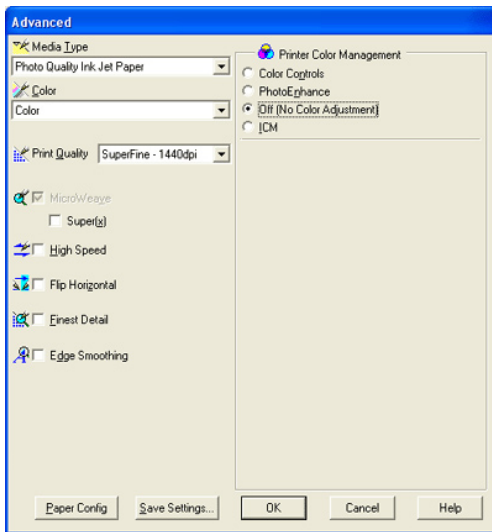 Advanced
Media Type
Photo Quality Ink Jet Paper
Color
Color
Print Quality SuperFine - 1440dpi
MicroWeave
Super(x)
High Speed
Flip Horizontal
Finest Detail
Edge Smoothing
Printer Color Management
Color Controls
PhotoEnhance
Off (No Color Adjustment)
ICM
Paper Config Save Settings... OK Cancel Help